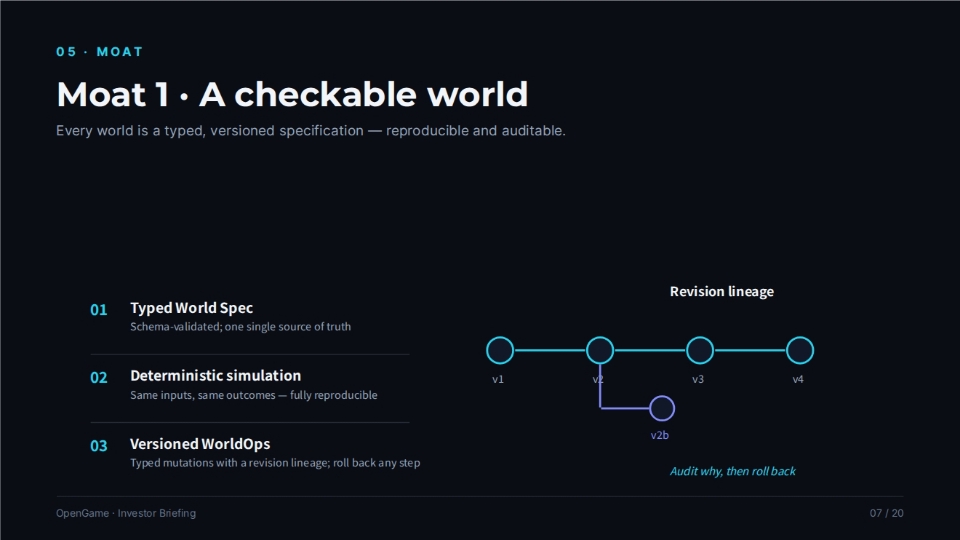 05 · MOAT
Moat 1 · A checkable world
Every world is a typed, versioned specification — reproducible and auditable.
01
Typed World Spec
Schema-validated; one single source of truth
02
Deterministic simulation
Same inputs, same outcomes — fully reproducible
03
Versioned WorldOps
Typed mutations with a revision lineage; roll back any step
Revision lineage
v1
v2
v3
v4
v2b
Audit why, then roll back
OpenGame · Investor Briefing
07 / 20